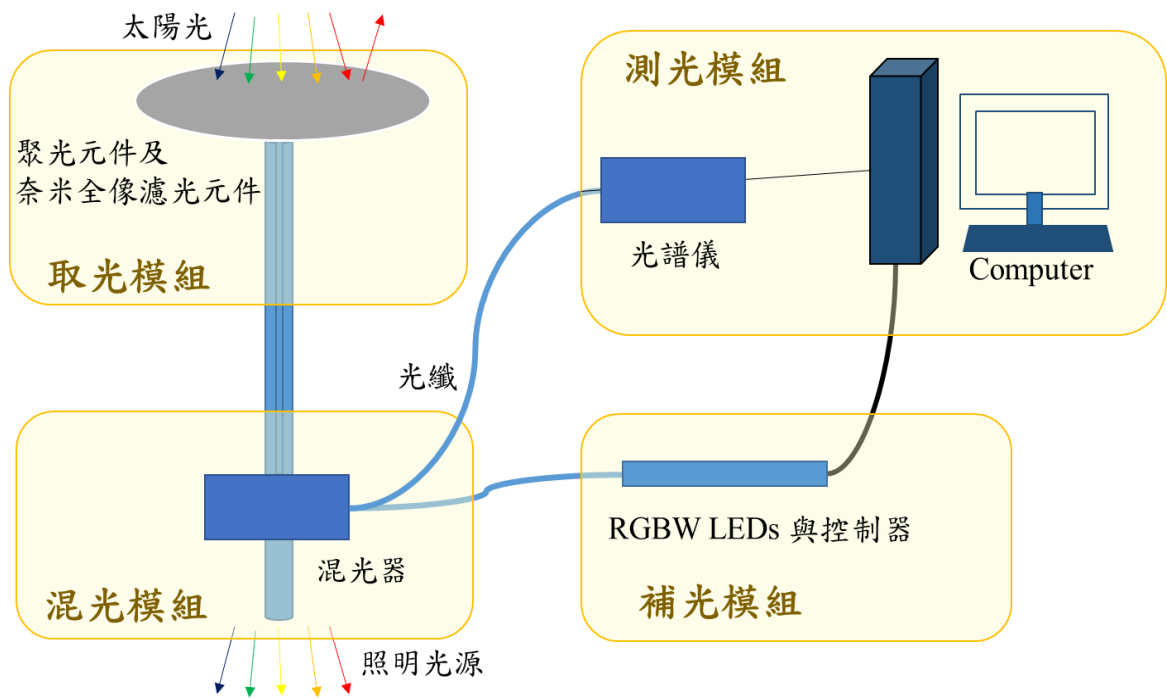 太陽光
聚光元件及
奈米全像濾光元件
取光模組
測光模組
光譜儀
Computer
光纖
混光器
混光模組
RGBW LEDs 與控制器
補光模組
照明光源